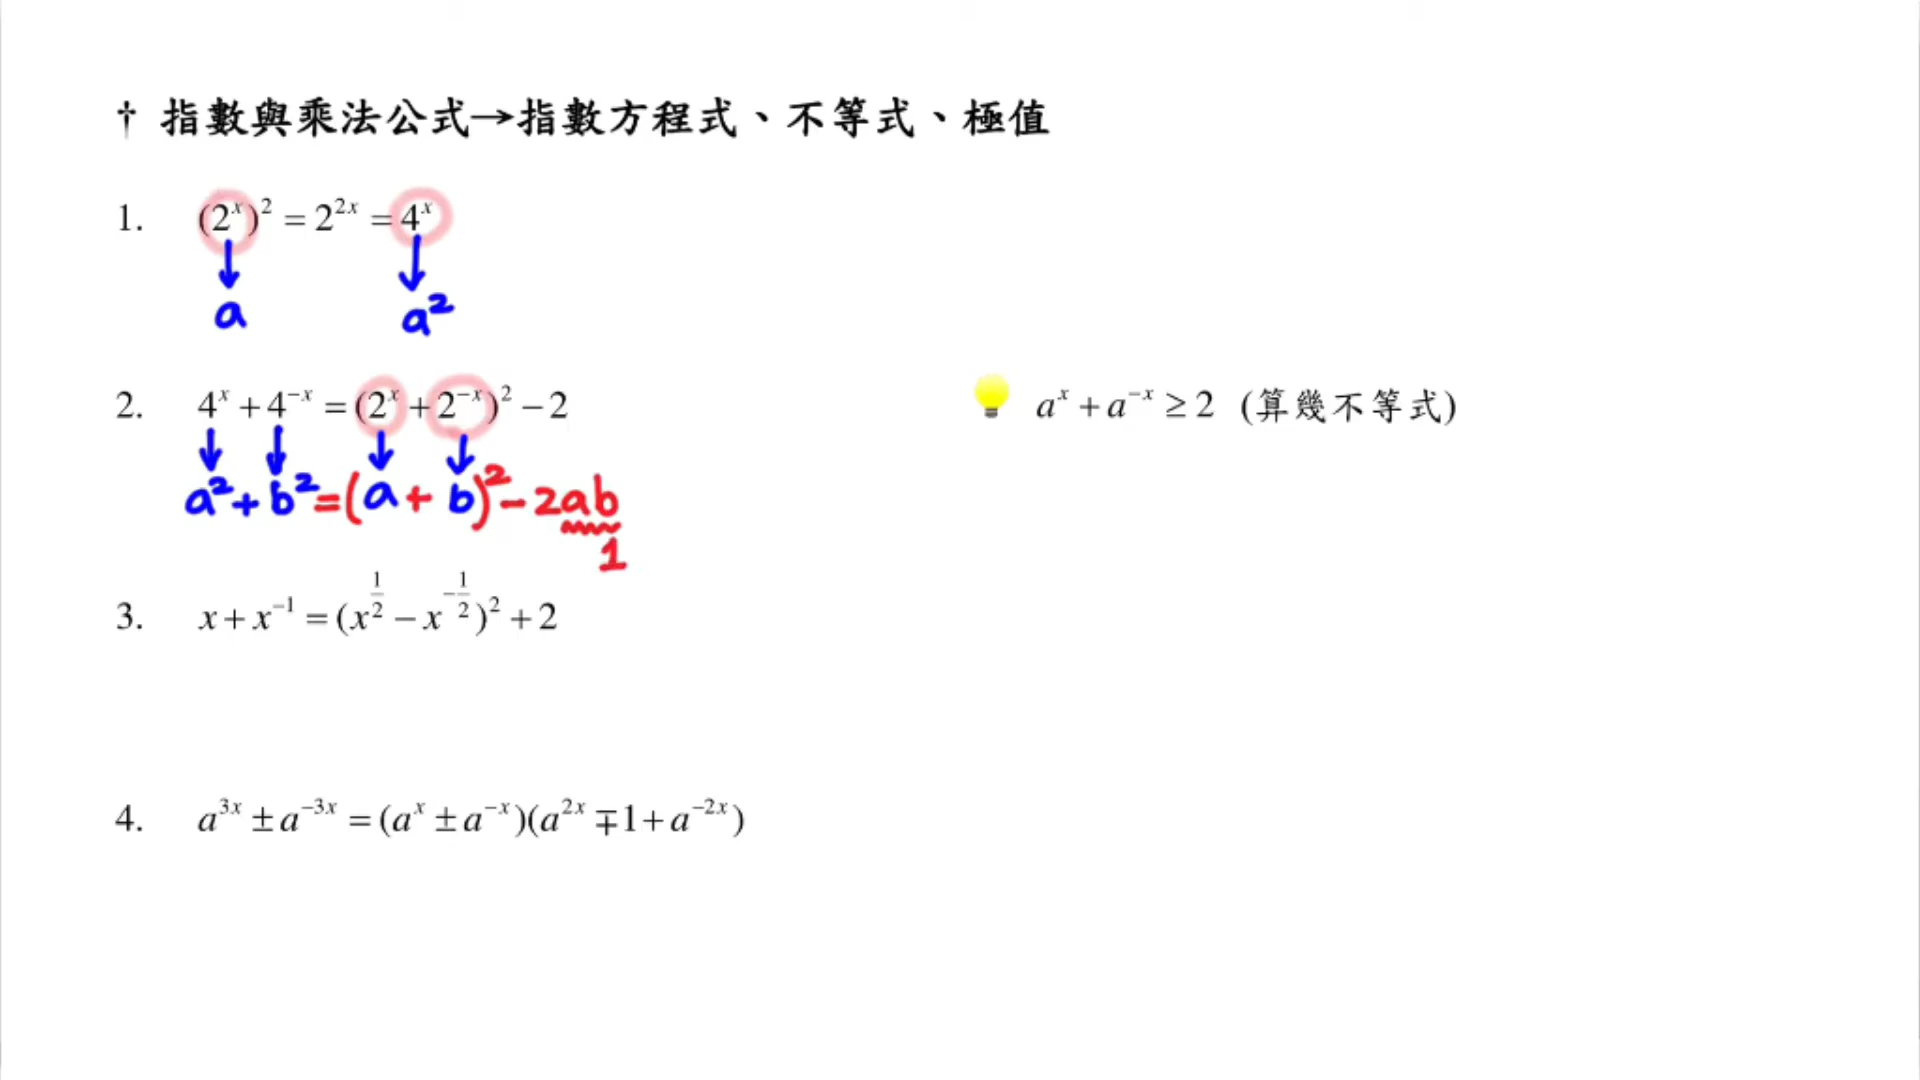 † 指數與乘法公式→指數方程式、不等式、極值
1. (2^x)^2 = 2^{2x} = 4^x
a a^2
2. 4^x + 4^{-x} = (2^x + 2^{-x})^2 − 2
a^x + a^{-x} ≥ 2 (算幾不等式)
a^2 + b^2 = (a + b)^2 − 2ab
1
3. x + x^{-1} = (x^{1/2} − x^{-1/2})^2 + 2
4. a^{3x} ± a^{-3x} = (a^x ± a^{-x})(a^{2x} ∓ 1 + a^{-2x})